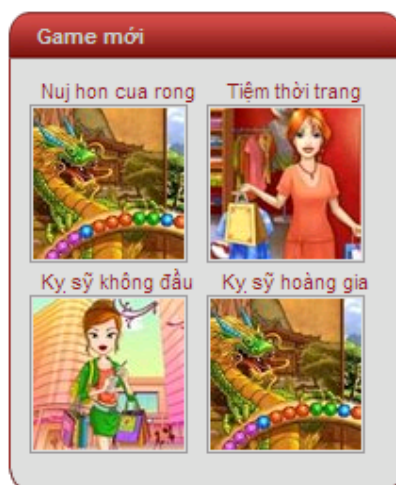 Game mới
Nuj hon cua rong
Tiệm thời trang
Kỵ sỹ không đầu
Kỵ sỹ hoàng gia